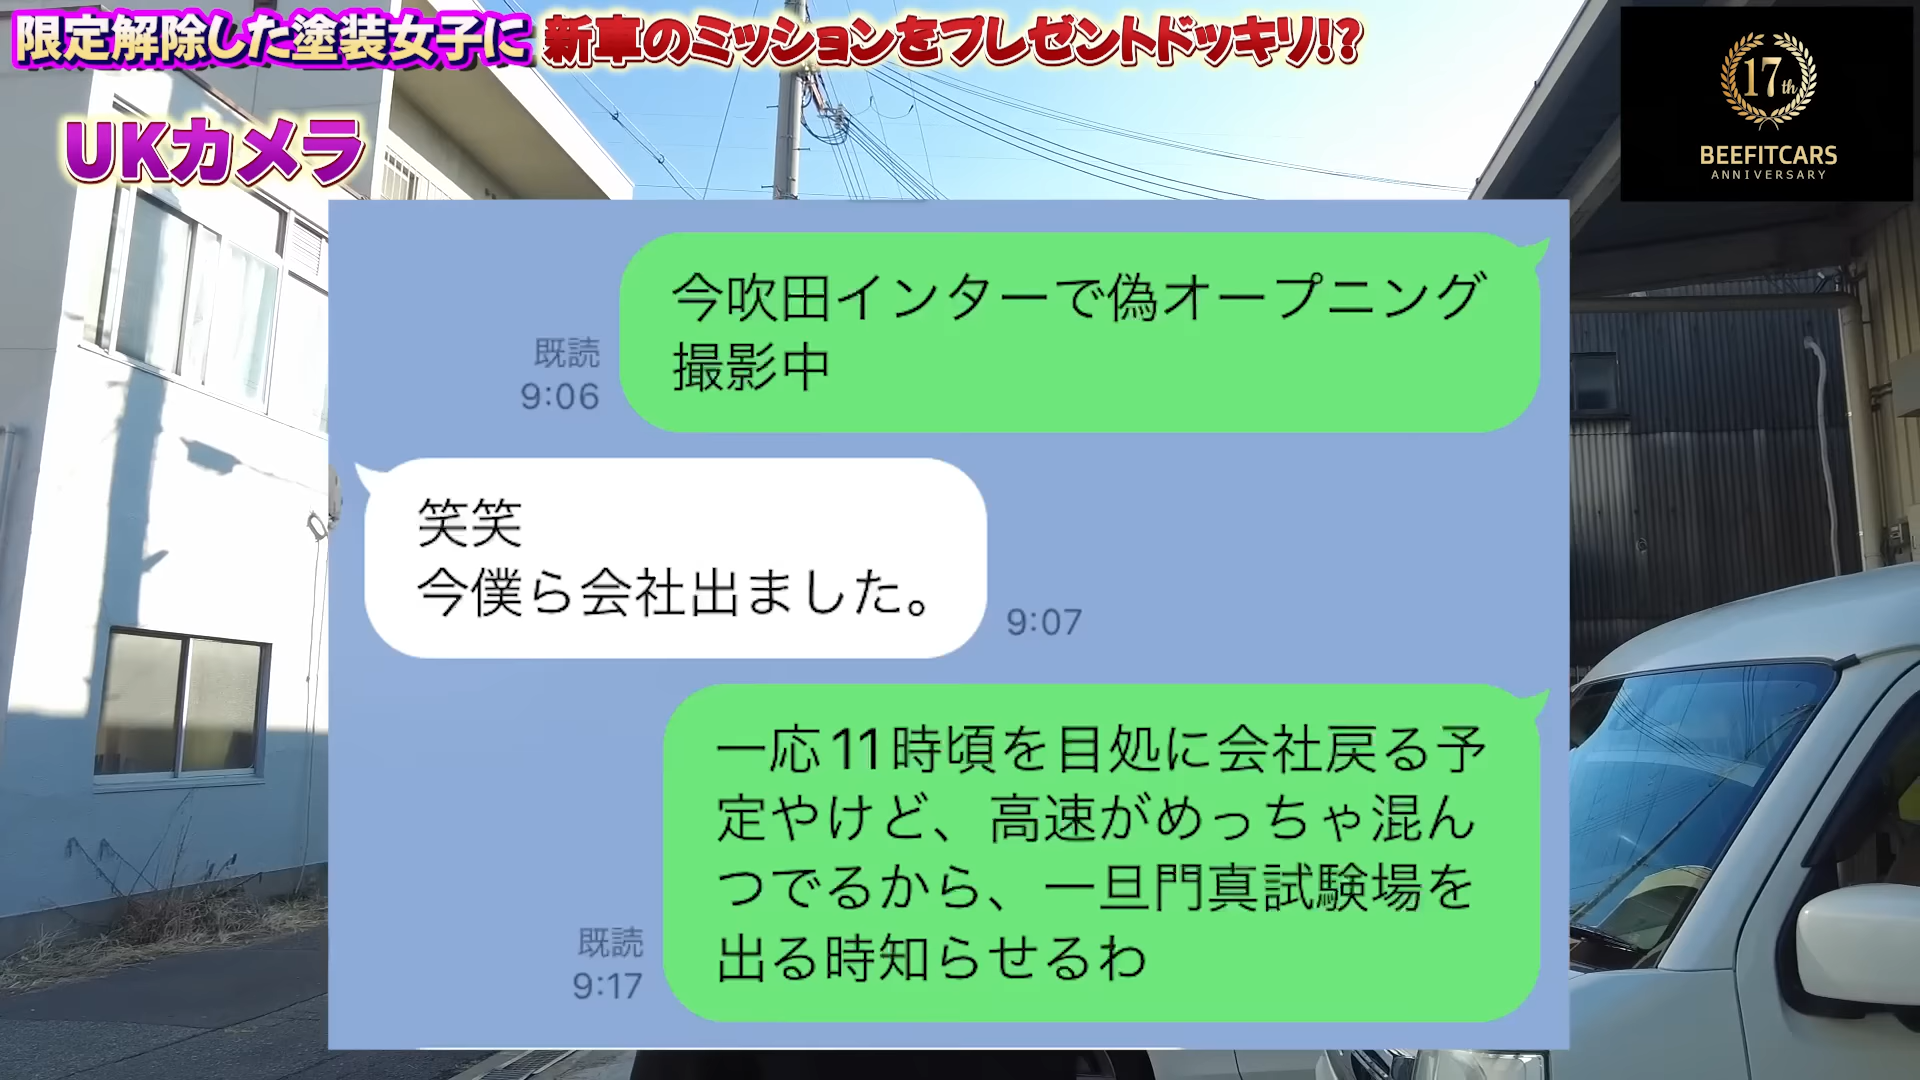 限定解除した塗装女子に 新車のミッションをプレゼントドッキリ!?
UKカメラ
17th
BEEFITCARS
ANNIVERSARY
今吹田インターで偽オープニング
撮影中
既読
9:06
笑笑
今僕ら会社出ました。
9:07
一応11時頃を目処に会社戻る予
定やけど、高速がめっちゃ混ん
つでるから、一旦門真試験場を
出る時知らせるわ
既読
9:17